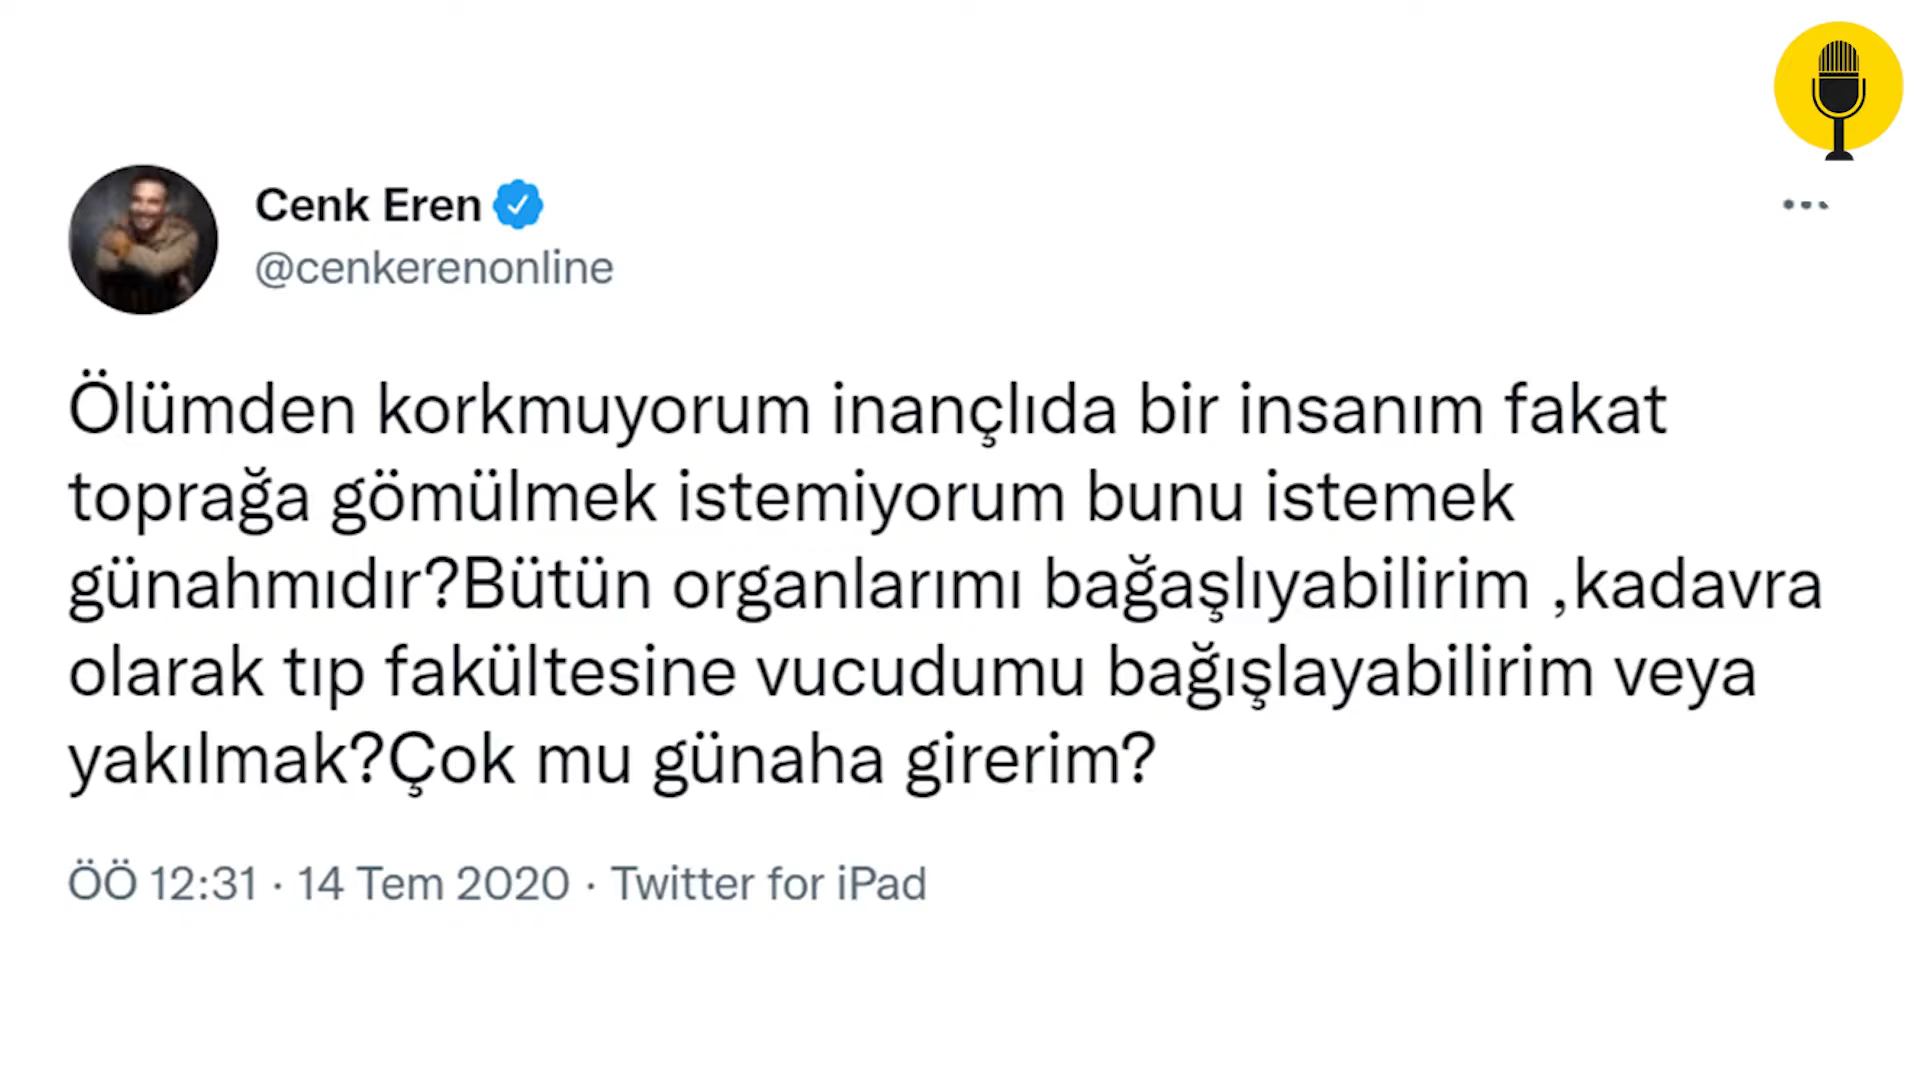 Cenk Eren
@cenkerenonline
Ölümden korkmuyorum inançlıda bir insanım fakat
toprağa gömülmek istemiyorum bunu istemek
günahmıdır?Bütün organlarımı bağaşlıyabilirim ,kadavra
olarak tıp fakültesine vucudumu bağışlayabilirim veya
yakılmak?Çok mu günaha girerim?
ÖÖ 12:31 · 14 Tem 2020 · Twitter for iPad